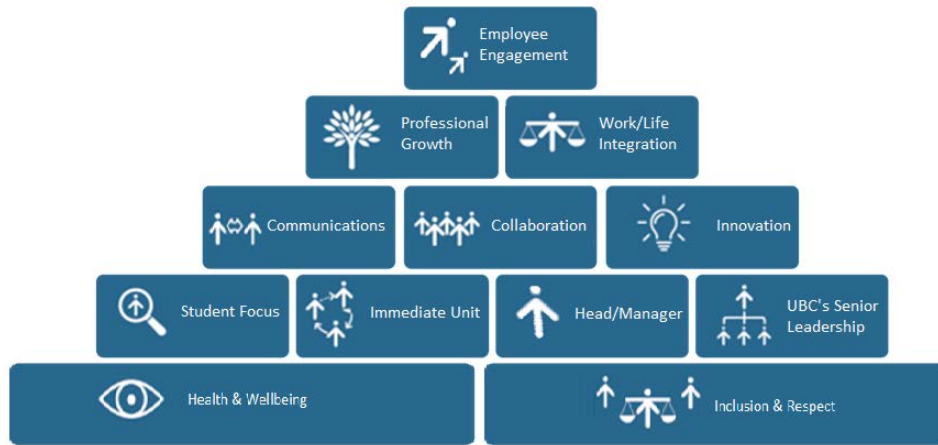 Employee
Engagement
Professional
Growth
Work/Life
Integration
Communications
Collaboration
Innovation
Student Focus
Immediate Unit
Head/Manager
UBC's Senior
Leadership
Health & Wellbeing
Inclusion & Respect